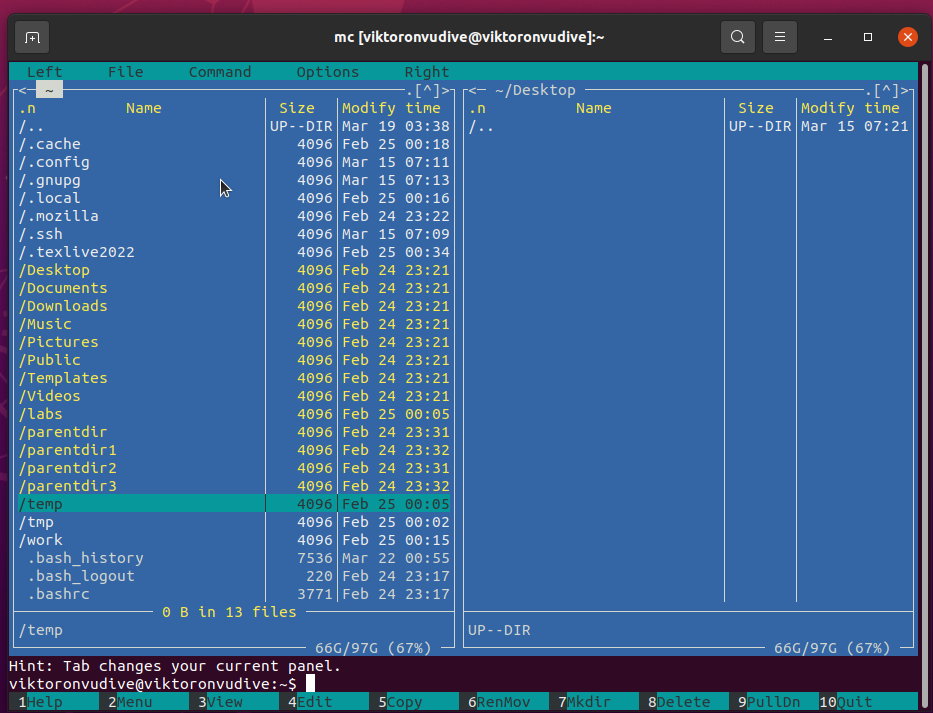 mc [viktoronvudive@viktoronvudive]:~
Left File Command Options Right
<- ~ .[^]>
.n Name Size Modify time
/.. UP--DIR Mar 19 03:38
/.cache 4096 Feb 25 00:18
/.config 4096 Mar 15 07:11
/.gnupg 4096 Mar 15 07:13
/.local 4096 Feb 25 00:16
/.mozilla 4096 Feb 24 23:22
/.ssh 4096 Mar 15 07:09
/.texlive2022 4096 Feb 25 00:34
/Desktop 4096 Feb 24 23:21
/Documents 4096 Feb 24 23:21
/Downloads 4096 Feb 24 23:21
/Music 4096 Feb 24 23:21
/Pictures 4096 Feb 24 23:21
/Public 4096 Feb 24 23:21
/Templates 4096 Feb 24 23:21
/Videos 4096 Feb 24 23:21
/labs 4096 Feb 25 00:05
/parentdir 4096 Feb 24 23:31
/parentdir1 4096 Feb 24 23:32
/parentdir2 4096 Feb 24 23:31
/parentdir3 4096 Feb 24 23:32
/temp 4096 Feb 25 00:05
/tmp 4096 Feb 25 00:02
/work 4096 Feb 25 00:15
.bash_history 7536 Mar 22 00:55
.bash_logout 220 Feb 24 23:17
.bashrc 3771 Feb 24 23:17
0 B in 13 files
/temp
66G/97G (67%)
<- ~/Desktop .[^]>
.n Name Size Modify time
/.. UP--DIR Mar 15 07:21
UP--DIR
66G/97G (67%)
Hint: Tab changes your current panel.
viktoronvudive@viktoronvudive:~$
1Help 2Menu 3View 4Edit 5Copy 6RenMov 7Mkdir 8Delete 9PullDn 10Quit